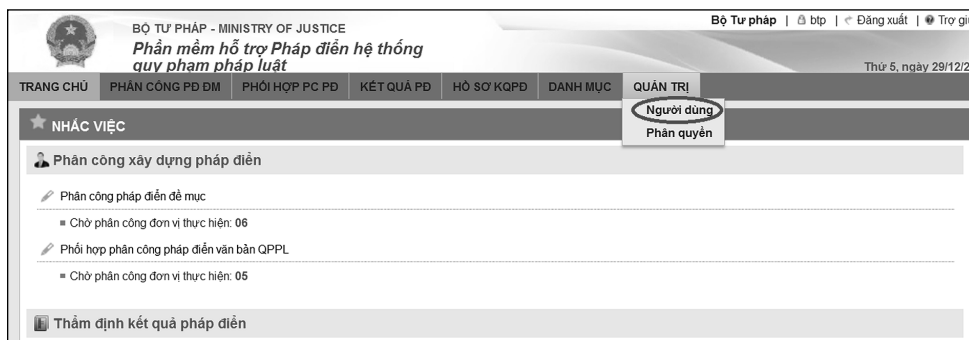 BỘ TƯ PHÁP - MINISTRY OF JUSTICE
Phần mềm hỗ trợ Pháp điển hệ thống
quy phạm pháp luật
Bộ Tư pháp | btp | Đăng xuất | Trợ giú
Thứ 5, ngày 29/12/2
TRANG CHỦ PHÂN CÔNG PĐ ĐM PHỐI HỢP PC PĐ KẾT QUẢ PĐ HỒ SƠ KQPĐ DANH MỤC QUẢN TRỊ
Người dùng
Phân quyền
NHẮC VIỆC
Phân công xây dựng pháp điển
Phân công pháp điển đề mục
Chờ phân công đơn vị thực hiện: 06
Phối hợp phân công pháp điển văn bản QPPL
Chờ phân công đơn vị thực hiện: 05
Thẩm định kết quả pháp điển